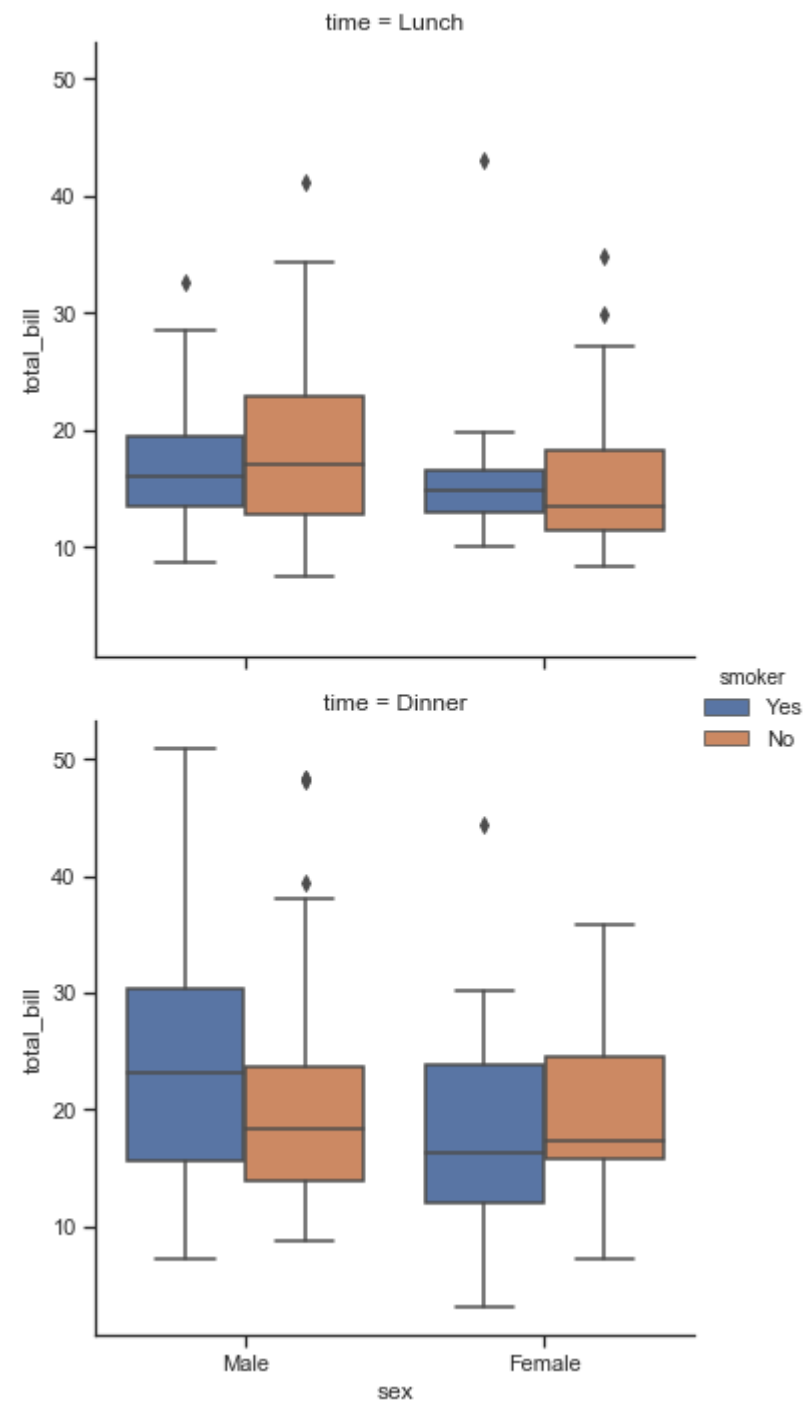 time = Lunch
50
40
30
20
10
total_bill
smoker
Yes
No
time = Dinner
50
40
30
20
10
total_bill
Male Female
sex